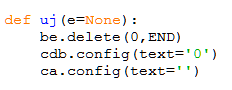 def uj(e=None):
    be.delete(0,END)
    cdb.config(text='0')
    ca.config(text='')